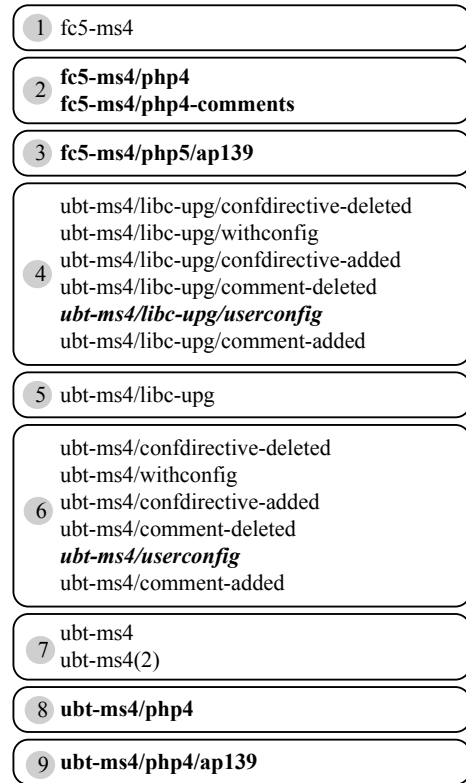 1 fc5-ms4
2 fc5-ms4/php4
fc5-ms4/php4-comments
3 fc5-ms4/php5/ap139
ubt-ms4/libc-upg/confdirective-deleted
ubt-ms4/libc-upg/withconfig
ubt-ms4/libc-upg/confdirective-added
4 ubt-ms4/libc-upg/comment-deleted
ubt-ms4/libc-upg/userconfig
ubt-ms4/libc-upg/comment-added
5 ubt-ms4/libc-upg
ubt-ms4/confdirective-deleted
ubt-ms4/withconfig
6 ubt-ms4/confdirective-added
ubt-ms4/comment-deleted
ubt-ms4/userconfig
ubt-ms4/comment-added
7 ubt-ms4
ubt-ms4(2)
8 ubt-ms4/php4
9 ubt-ms4/php4/ap139